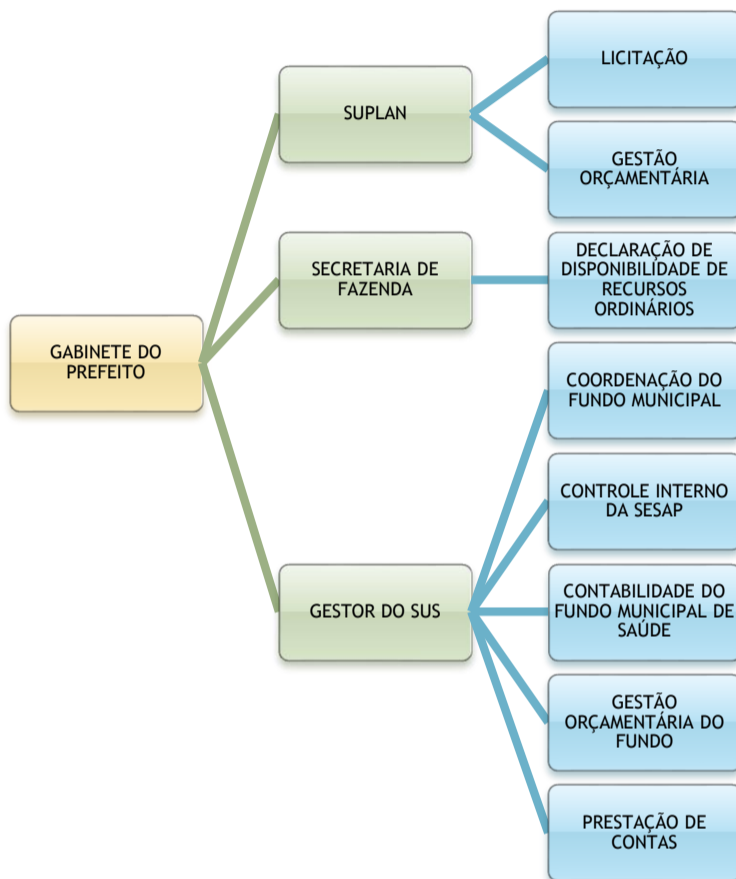 GABINETE DO
PREFEITO
SUPLAN
LICITAÇÃO
GESTÃO
ORÇAMENTÁRIA
SECRETARIA DE
FAZENDA
DECLARAÇÃO DE
DISPONIBILIDADE DE
RECURSOS
ORDINÁRIOS
GESTOR DO SUS
COORDENAÇÃO DO
FUNDO MUNICIPAL
CONTROLE INTERNO
DA SESAP
CONTABILIDADE DO
FUNDO MUNICIPAL DE
SAÚDE
GESTÃO
ORÇAMENTÁRIA DO
FUNDO
PRESTAÇÃO DE
CONTAS